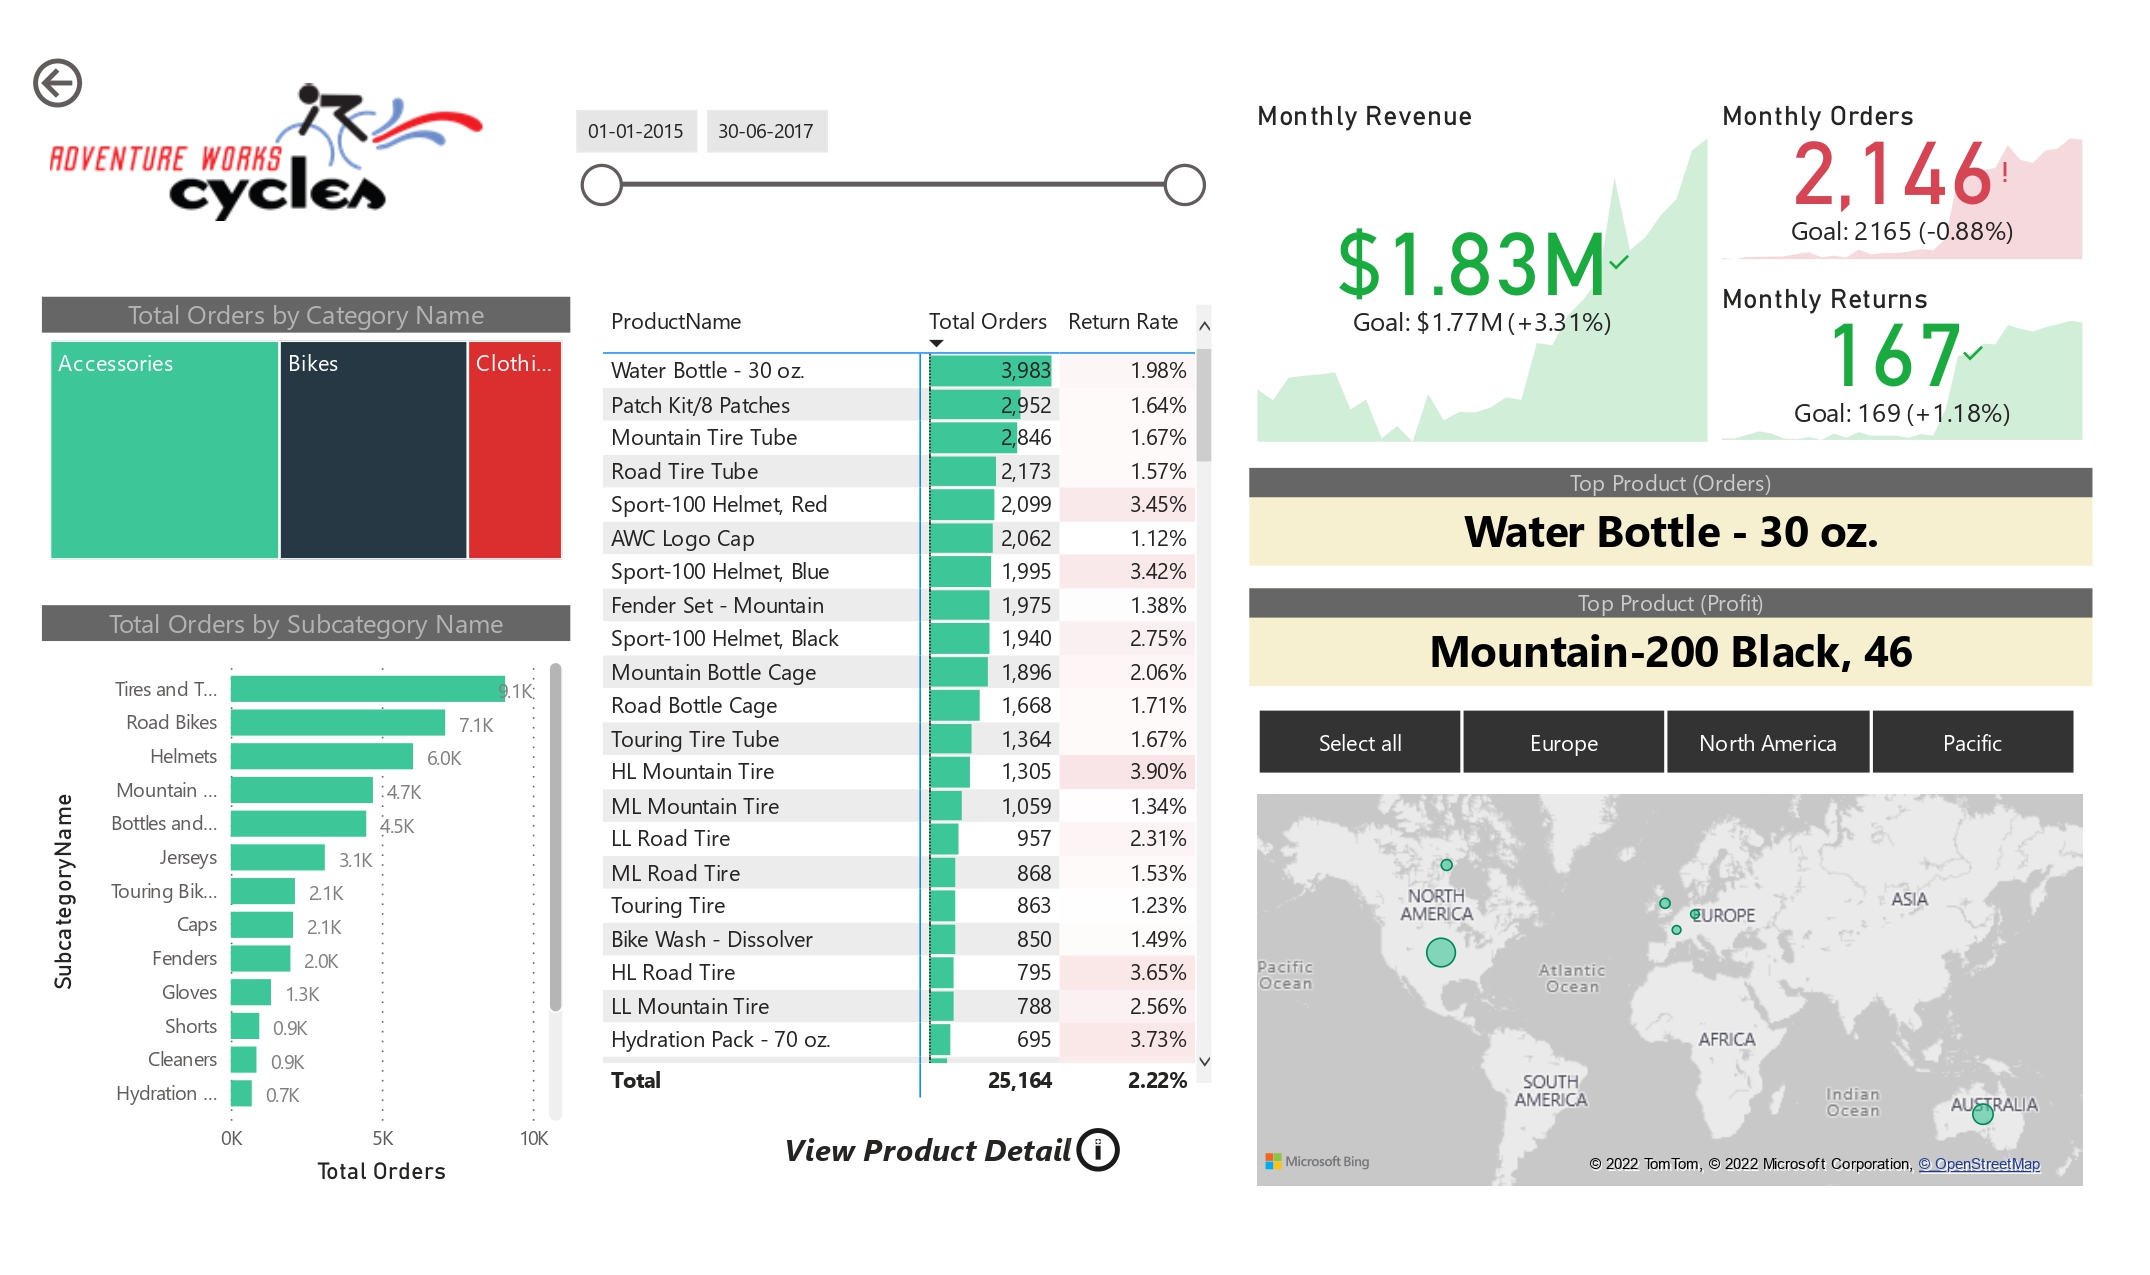 ADVENTURE WORKS
cycles
01-01-2015 30-06-2017
Total Orders by Category Name
Accessories Bikes Clothi...
Total Orders by Subcategory Name
SubcategoryName
Tires and T... 9.1K
Road Bikes 7.1K
Helmets 6.0K
Mountain ... 4.7K
Bottles and... 4.5K
Jerseys 3.1K
Touring Bik... 2.1K
Caps 2.1K
Fenders 2.0K
Gloves 1.3K
Shorts 0.9K
Cleaners 0.9K
Hydration ... 0.7K
0K 5K 10K
Total Orders
ProductName Total Orders Return Rate
Water Bottle - 30 oz. 3,983 1.98%
Patch Kit/8 Patches 2,952 1.64%
Mountain Tire Tube 2,846 1.67%
Road Tire Tube 2,173 1.57%
Sport-100 Helmet, Red 2,099 3.45%
AWC Logo Cap 2,062 1.12%
Sport-100 Helmet, Blue 1,995 3.42%
Fender Set - Mountain 1,975 1.38%
Sport-100 Helmet, Black 1,940 2.75%
Mountain Bottle Cage 1,896 2.06%
Road Bottle Cage 1,668 1.71%
Touring Tire Tube 1,364 1.67%
HL Mountain Tire 1,305 3.90%
ML Mountain Tire 1,059 1.34%
LL Road Tire 957 2.31%
ML Road Tire 868 1.53%
Touring Tire 863 1.23%
Bike Wash - Dissolver 850 1.49%
HL Road Tire 795 3.65%
LL Mountain Tire 788 2.56%
Hydration Pack - 70 oz. 695 3.73%
Total 25,164 2.22%
View Product Detail i
Monthly Revenue
$1.83M
Goal: $1.77M (+3.31%)
Monthly Orders
2,146 !
Goal: 2165 (-0.88%)
Monthly Returns
167
Goal: 169 (+1.18%)
Top Product (Orders)
Water Bottle - 30 oz.
Top Product (Profit)
Mountain-200 Black, 46
Select all Europe North America Pacific
NORTH
AMERICA
EUROPE
ASIA
Pacific
Ocean
Atlantic
Ocean
AFRICA
SOUTH
AMERICA
Indian
Ocean
AUSTRALIA
Microsoft Bing
© 2022 TomTom, © 2022 Microsoft Corporation, © OpenStreetMap